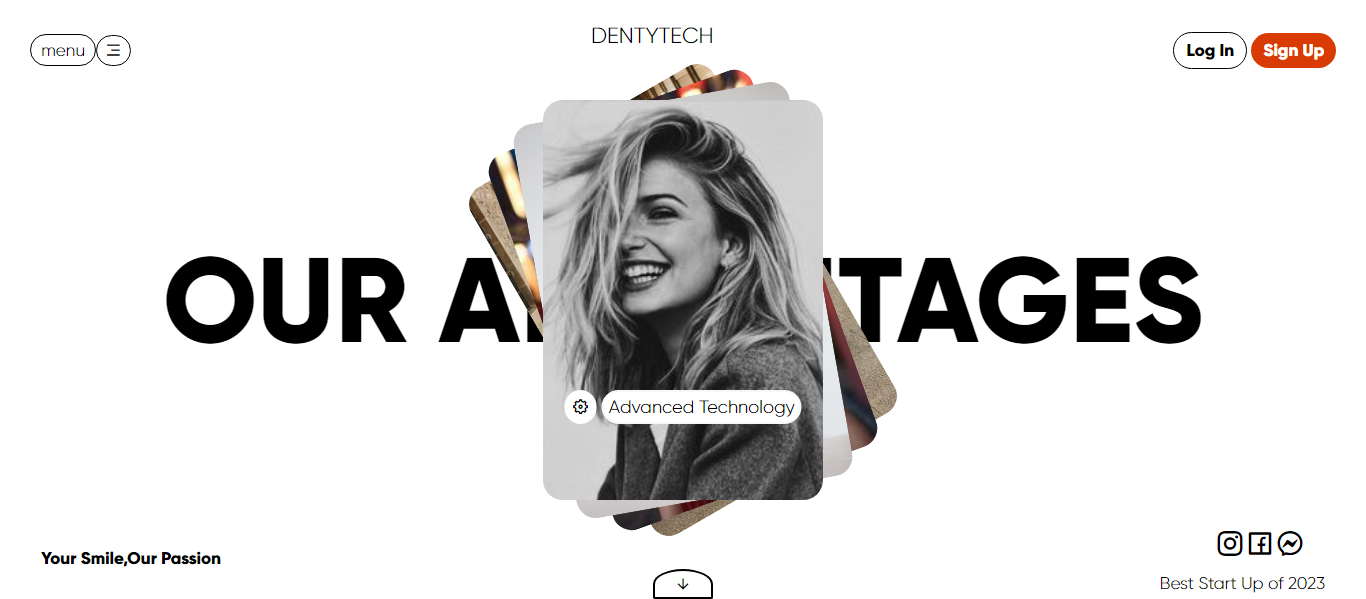 DENTYTECH
menu
Log In
Sign Up
OUR A TAGES
Advanced Technology
Your Smile,Our Passion
Best Start Up of 2023